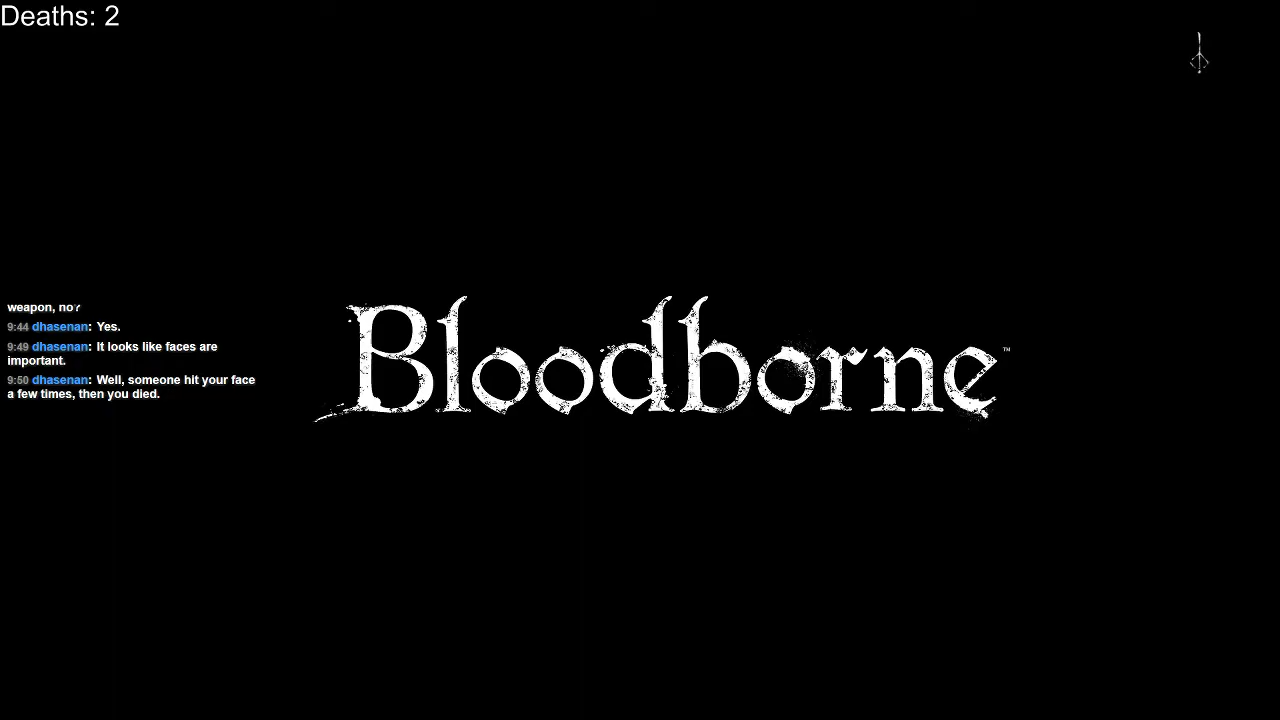 Deaths: 2
weapon, no?
9:44 dhasenan: Yes.
9:49 dhasenan: It looks like faces are
important.
9:50 dhasenan: Well, someone hit your face
a few times, then you died.
Bloodborne™